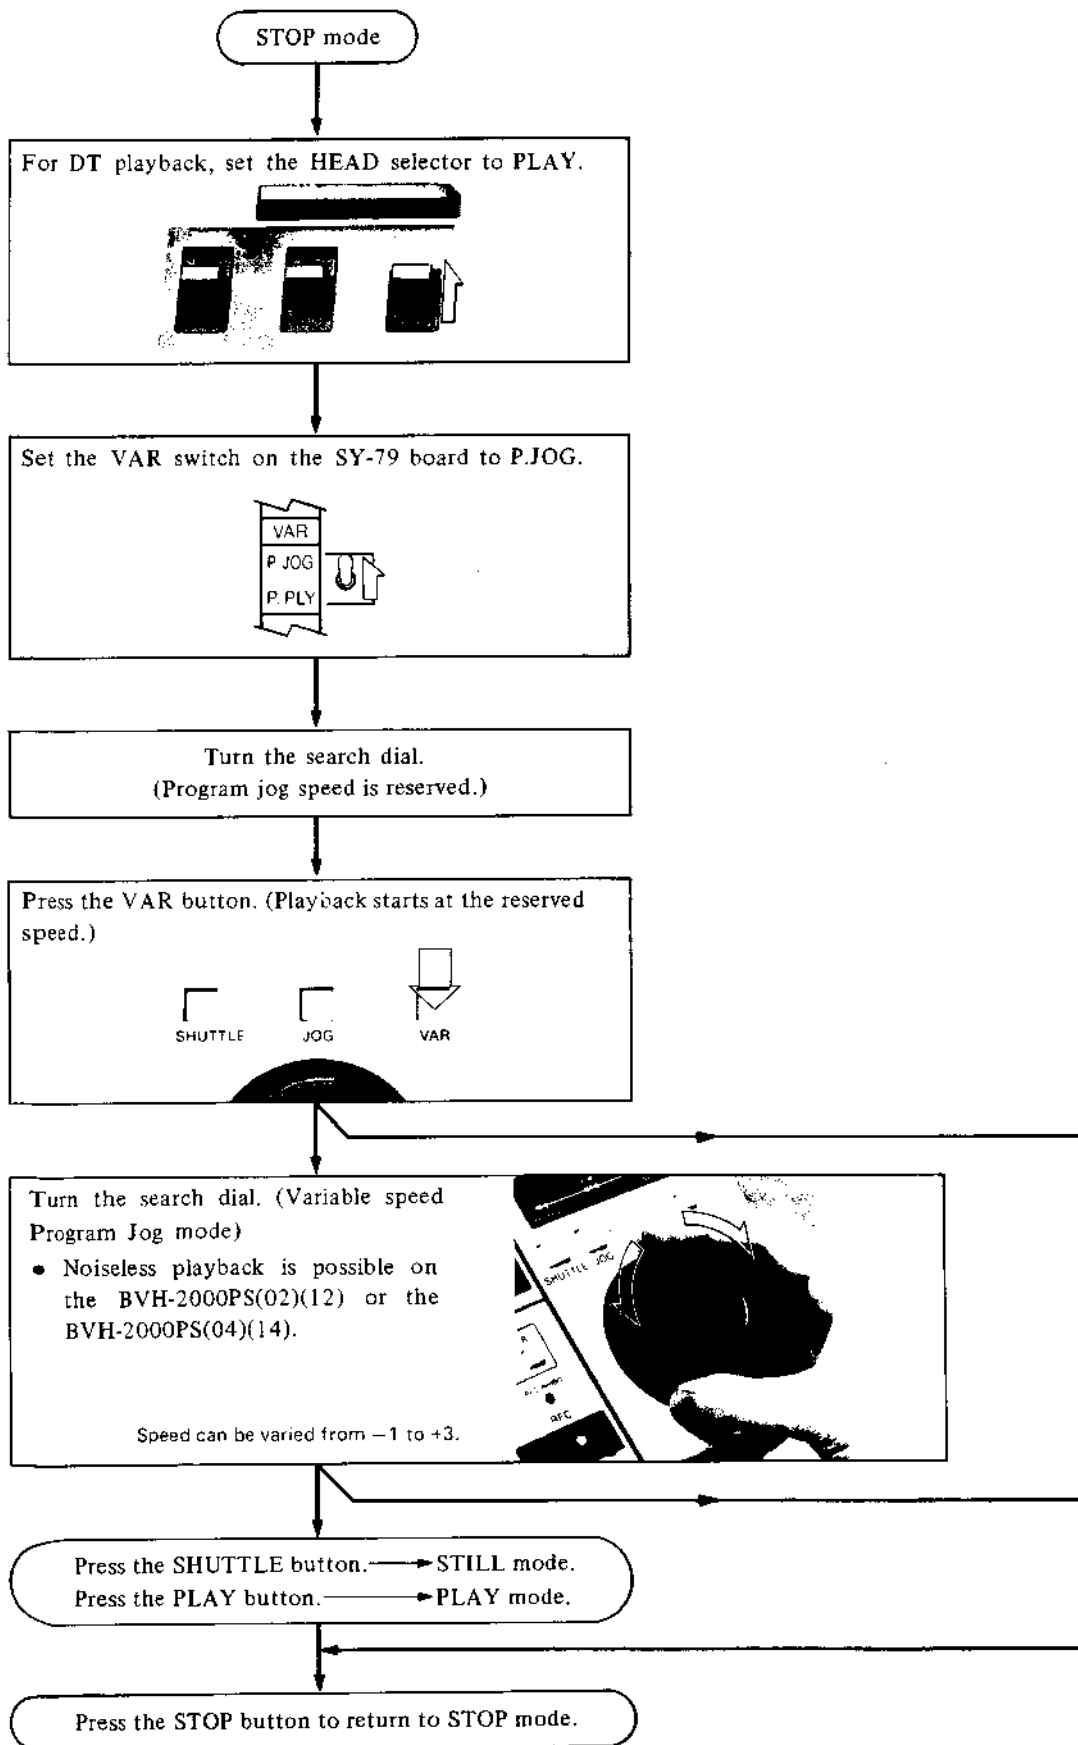 STOP mode
For DT playback, set the HEAD selector to PLAY.
Set the VAR switch on the SY-79 board to P.JOG.
VAR
P.JOG
P.PLY
Turn the search dial.
(Program jog speed is reserved.)
Press the VAR button. (Playback starts at the reserved
speed.)
SHUTTLE JOG VAR
Turn the search dial. (Variable speed
Program Jog mode)
• Noiseless playback is possible on
the BVH-2000PS(02)(12) or the
BVH-2000PS(04)(14).
Speed can be varied from −1 to +3.
SHUTTLE JOG
R
RFC
Press the SHUTTLE button. → STILL mode.
Press the PLAY button. → PLAY mode.
Press the STOP button to return to STOP mode.